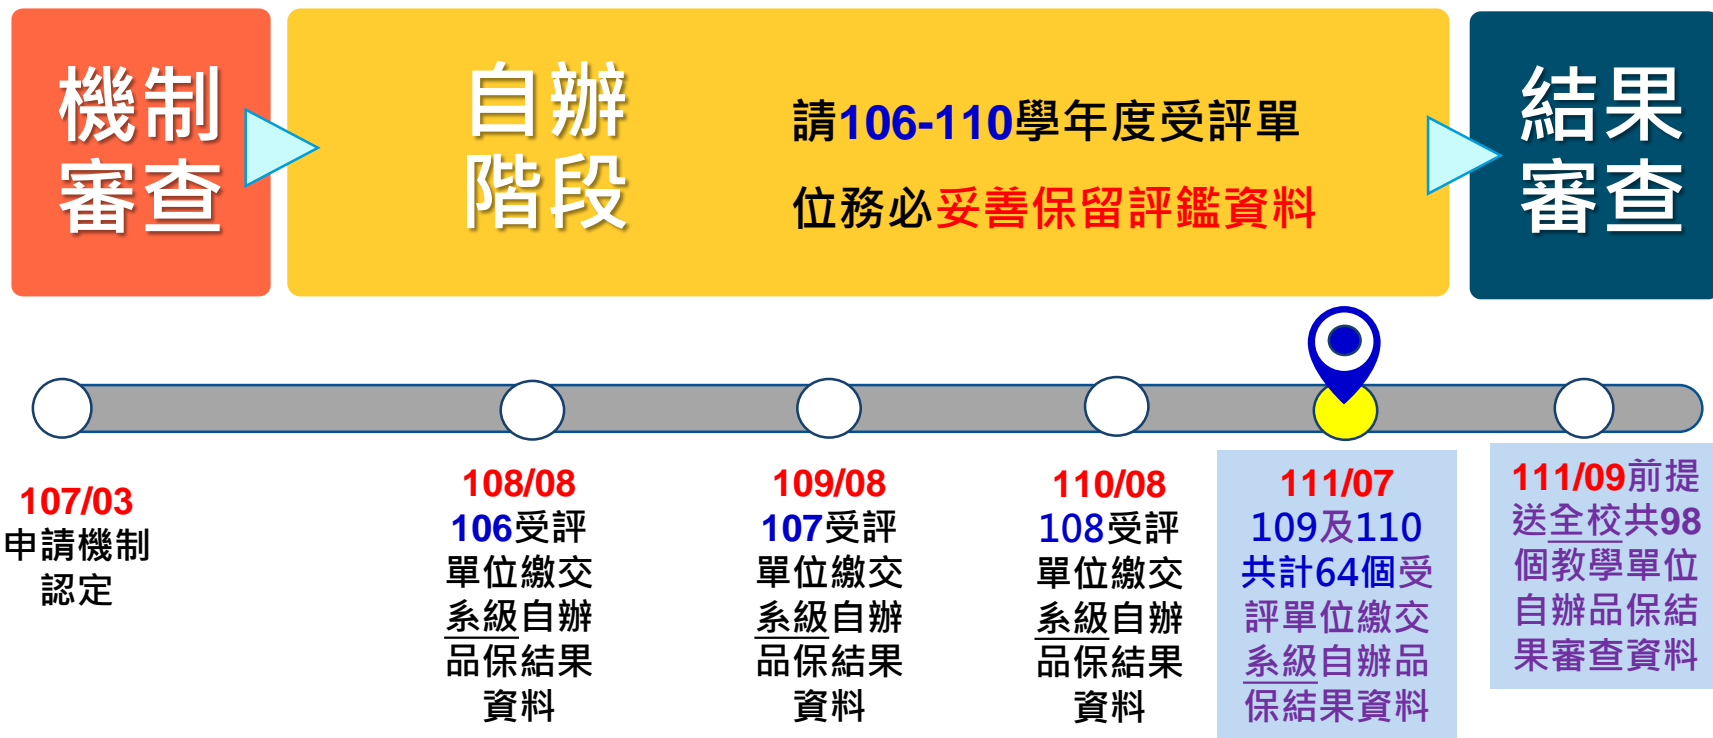 機制
審查
自辦
階段
請106-110學年度受評單
位務必妥善保留評鑑資料
結果
審查
107/03
申請機制
認定
108/08
106受評
單位繳交
系級自辦
品保結果
資料
109/08
107受評
單位繳交
系級自辦
品保結果
資料
110/08
108受評
單位繳交
系級自辦
品保結果
資料
111/07
109及110
共計64個受
評單位繳交
系級自辦品
保結果資料
111/09前提
送全校共98
個教學單位
自辦品保結
果審查資料